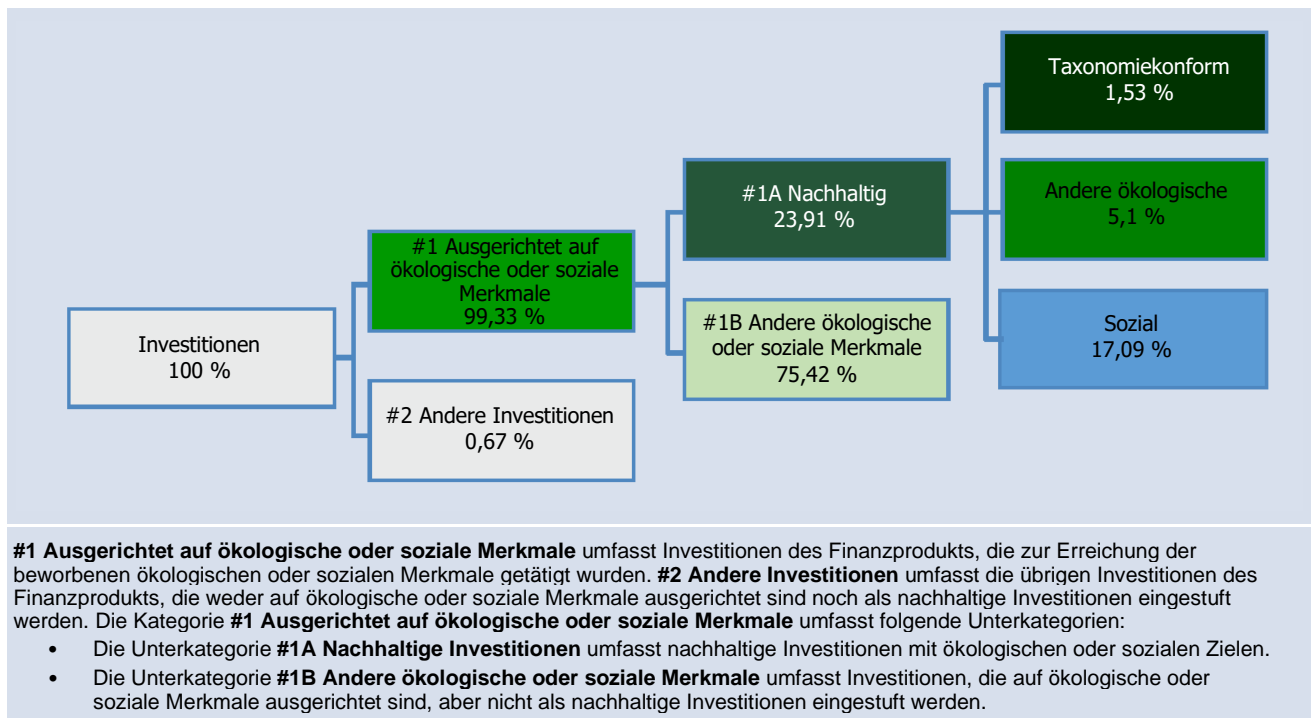 Taxonomiekonform
1,53 %
#1A Nachhaltig
23,91 %
Andere ökologische
5,1 %
#1 Ausgerichtet auf
ökologische oder soziale
Merkmale
99,33 %
#1B Andere ökologische
oder soziale Merkmale
75,42 %
Sozial
17,09 %
Investitionen
100 %
#2 Andere Investitionen
0,67 %
#1 Ausgerichtet auf ökologische oder soziale Merkmale umfasst Investitionen des Finanzprodukts, die zur Erreichung der
beworbenen ökologischen oder sozialen Merkmale getätigt wurden. #2 Andere Investitionen umfasst die übrigen Investitionen des
Finanzprodukts, die weder auf ökologische oder soziale Merkmale ausgerichtet sind noch als nachhaltige Investitionen eingestuft
werden. Die Kategorie #1 Ausgerichtet auf ökologische oder soziale Merkmale umfasst folgende Unterkategorien:
• Die Unterkategorie #1A Nachhaltige Investitionen umfasst nachhaltige Investitionen mit ökologischen oder sozialen Zielen.
• Die Unterkategorie #1B Andere ökologische oder soziale Merkmale umfasst Investitionen, die auf ökologische oder
soziale Merkmale ausgerichtet sind, aber nicht als nachhaltige Investitionen eingestuft werden.